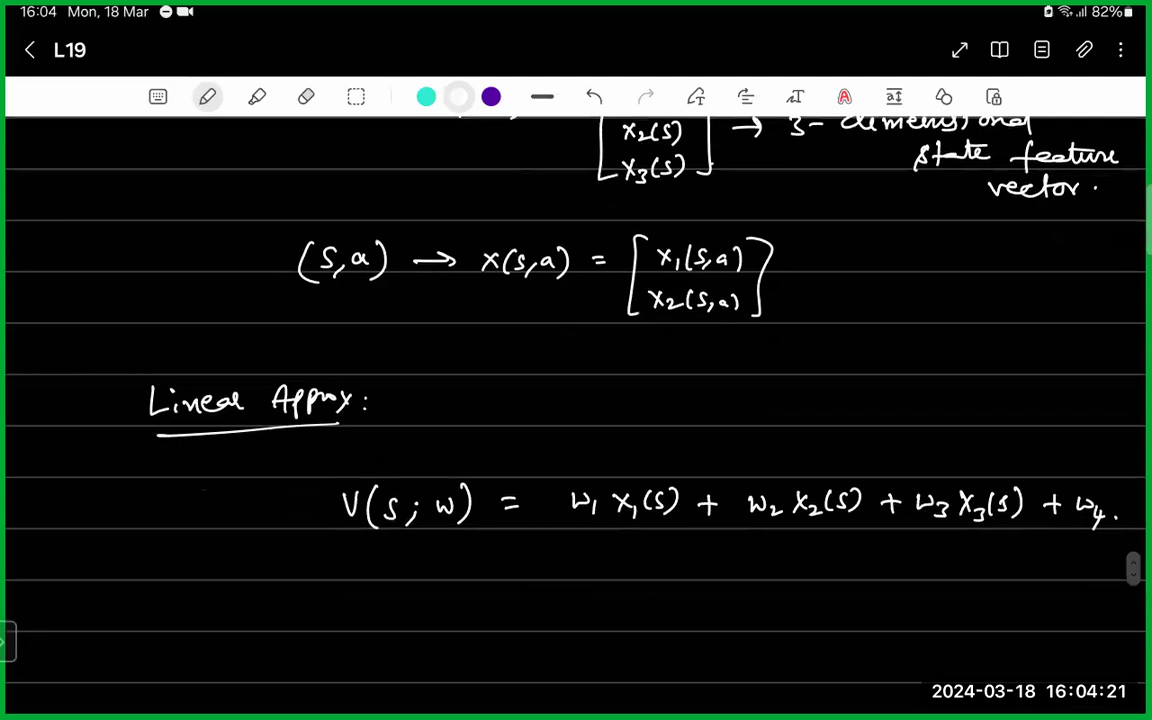 16:04 Mon, 18 Mar 82%
L19
x₂(s) → 3- dimensional
x₃(s) state feature
vector.
(s,a) → x(s,a) = [ x₁(s,a)
x₂(s,a) ]
Linear Approx:
V(s; w) = w₁ x₁(s) + w₂ x₂(s) + w₃ x₃(s) + w₄.
2024-03-18 16:04:21